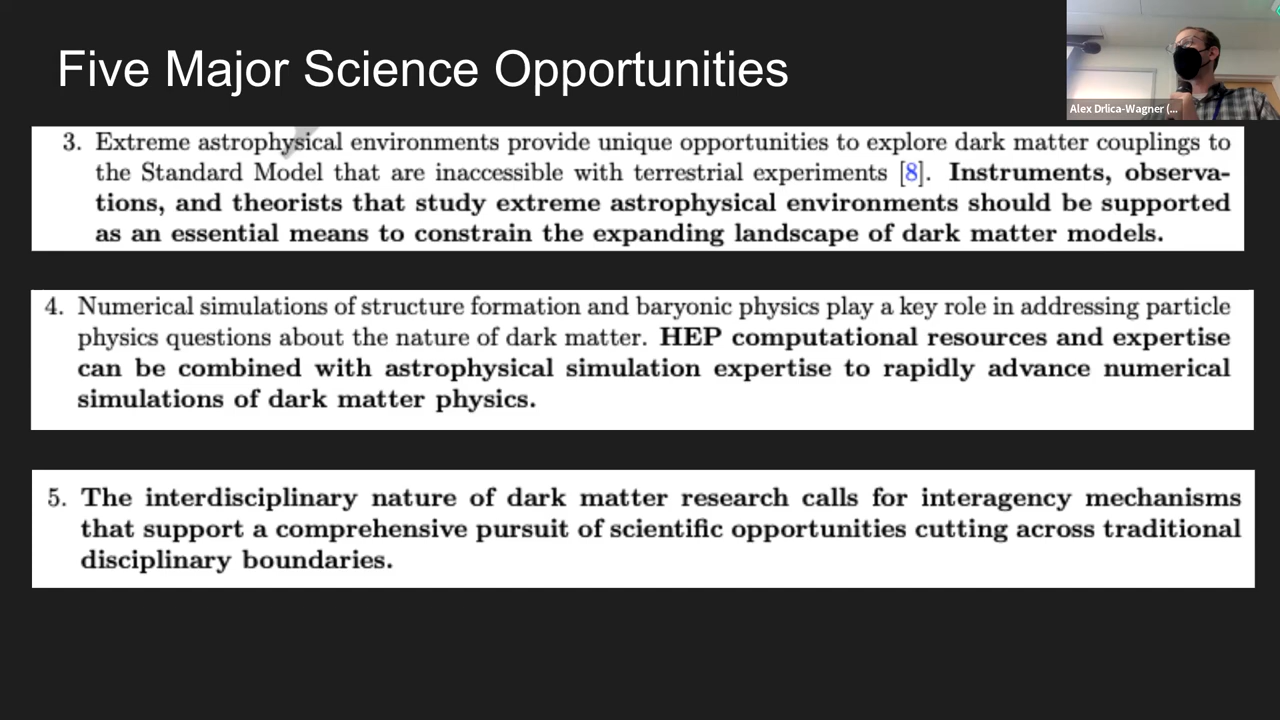 Five Major Science Opportunities
Alex Drlica-Wagner (...
3. Extreme astrophysical environments provide unique opportunities to explore dark matter couplings to
the Standard Model that are inaccessible with terrestrial experiments [8]. Instruments, observa-
tions, and theorists that study extreme astrophysical environments should be supported
as an essential means to constrain the expanding landscape of dark matter models.
4. Numerical simulations of structure formation and baryonic physics play a key role in addressing particle
physics questions about the nature of dark matter. HEP computational resources and expertise
can be combined with astrophysical simulation expertise to rapidly advance numerical
simulations of dark matter physics.
5. The interdisciplinary nature of dark matter research calls for interagency mechanisms
that support a comprehensive pursuit of scientific opportunities cutting across traditional
disciplinary boundaries.